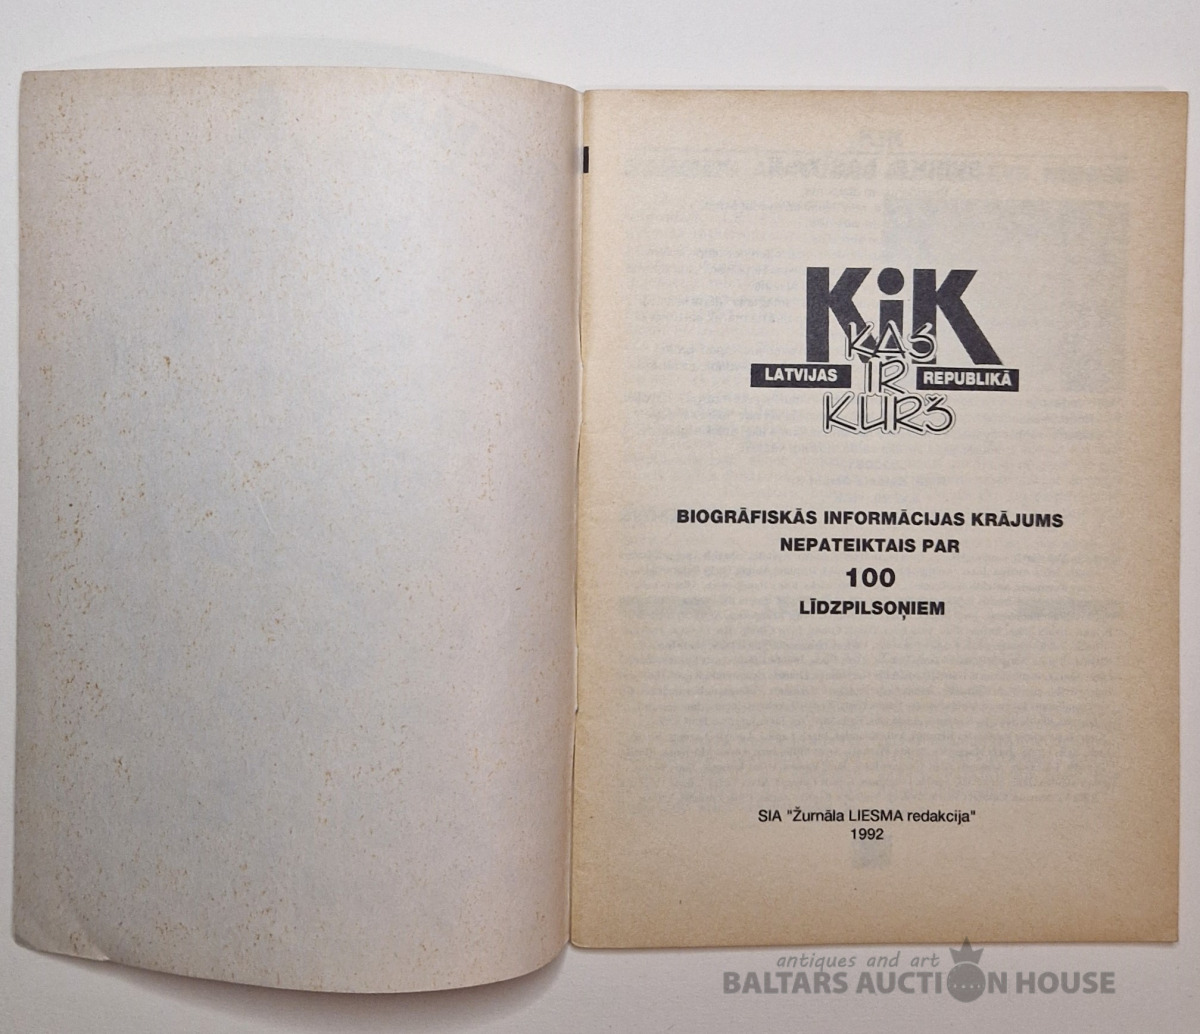 KiK
KAS
LATVIJAS IR REPUBLIKĀ
KURŠ
BIOGRĀFISKĀS INFORMĀCIJAS KRĀJUMS
NEPATEIKTAIS PAR
100
LĪDZPILSOŅIEM
SIA "Žurnāla LIESMA redakcija"
1992
antiques and art
BALTARS AUCTION HOUSE